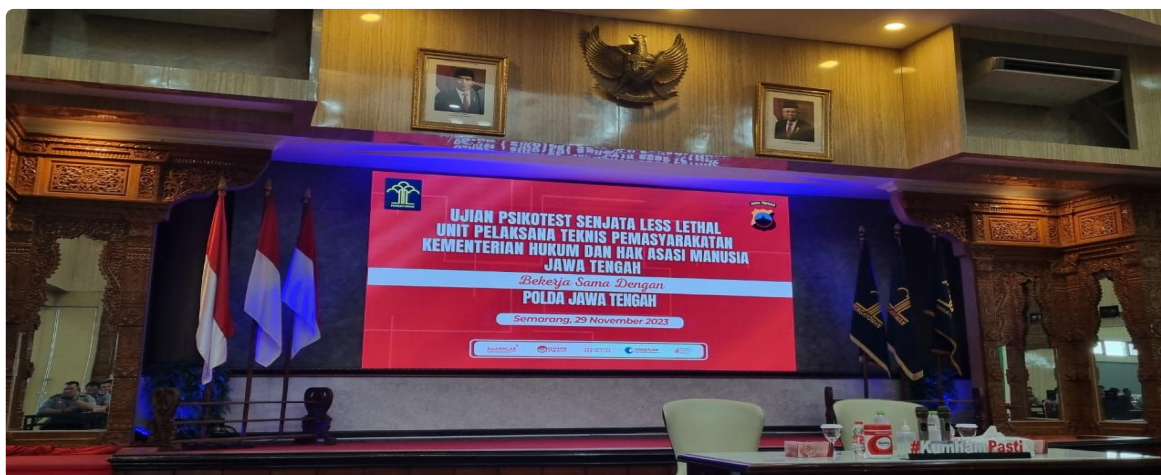 UJIAN PSIKOTEST SENJATA LESS LETHAL
UNIT PELAKSANA TEKNIS PEMASYARAKATAN
KEMENTERIAN HUKUM DAN HAK ASASI MANUSIA
JAWA TENGAH
Bekerja Sama Dengan
POLDA JAWA TENGAH
Semarang, 29 November 2023
#KumhamPasti